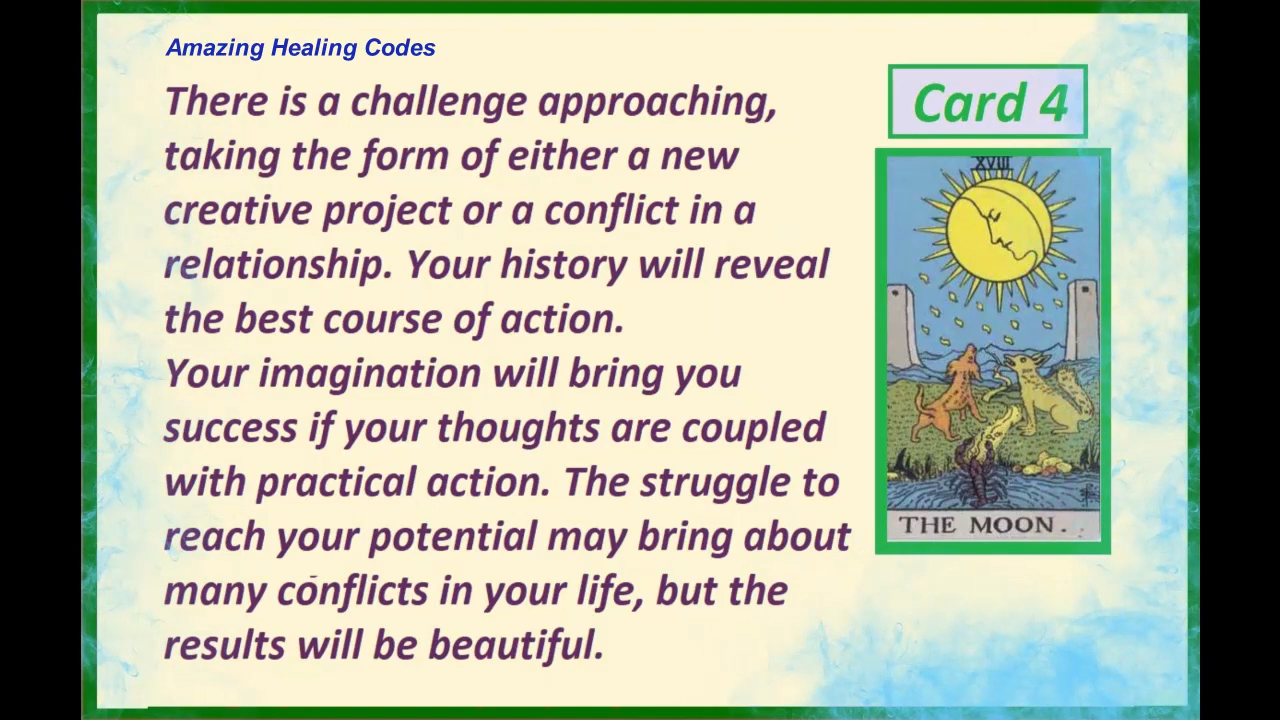 Amazing Healing Codes
There is a challenge approaching,
taking the form of either a new
creative project or a conflict in a
relationship. Your history will reveal
the best course of action.
Your imagination will bring you
success if your thoughts are coupled
with practical action. The struggle to
reach your potential may bring about
many conflicts in your life, but the
results will be beautiful.
Card 4
XVIII
THE MOON.